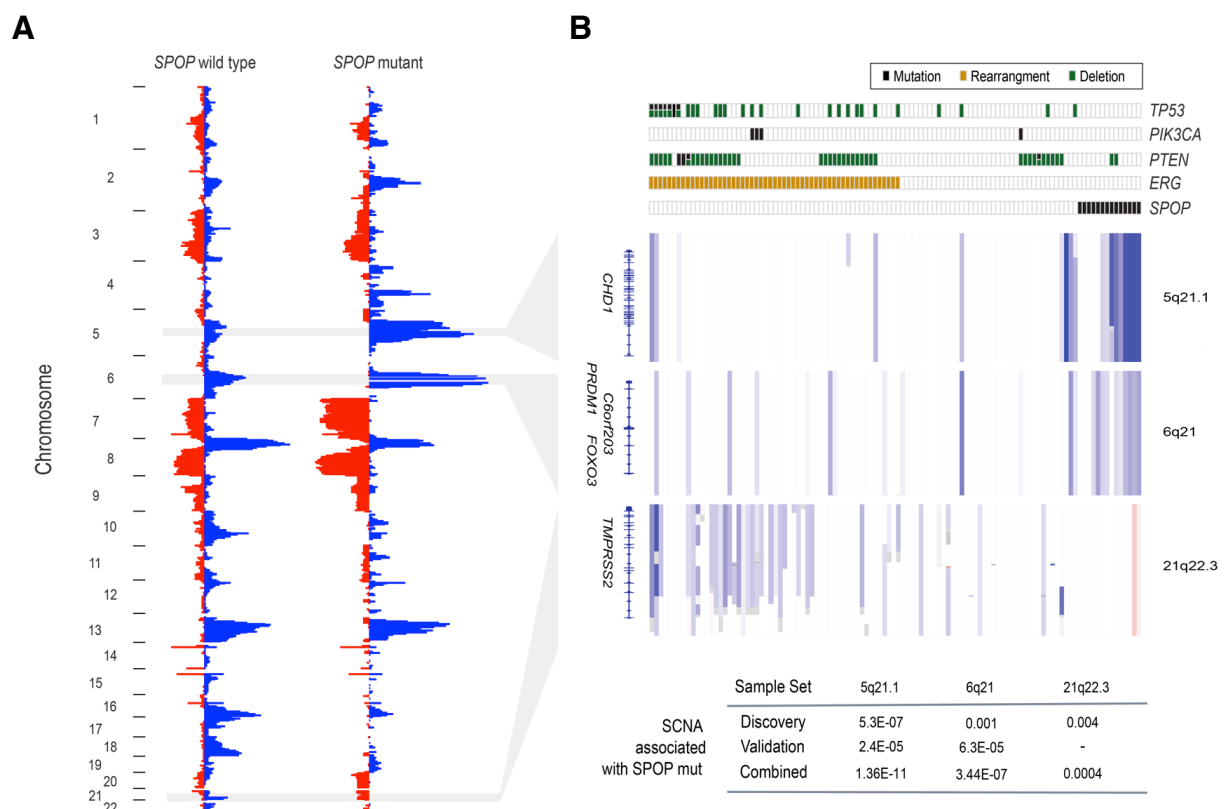 A
SPOP wild type
SPOP mutant
Chromosome
1
2
3
4
5
6
7
8
9
10
11
12
13
14
15
16
17
18
19
20
21
22
B
Mutation
Rearrangment
Deletion
TP53
PIK3CA
PTEN
ERG
SPOP
CHD1
5q21.1
PRDM1
C6orf203
FOXO3
6q21
TMPRSS2
21q22.3
Sample Set 5q21.1 6q21 21q22.3
SCNA associated with SPOP mut
Discovery 5.3E-07 0.001 0.004
Validation 2.4E-05 6.3E-05 -
Combined 1.36E-11 3.44E-07 0.0004